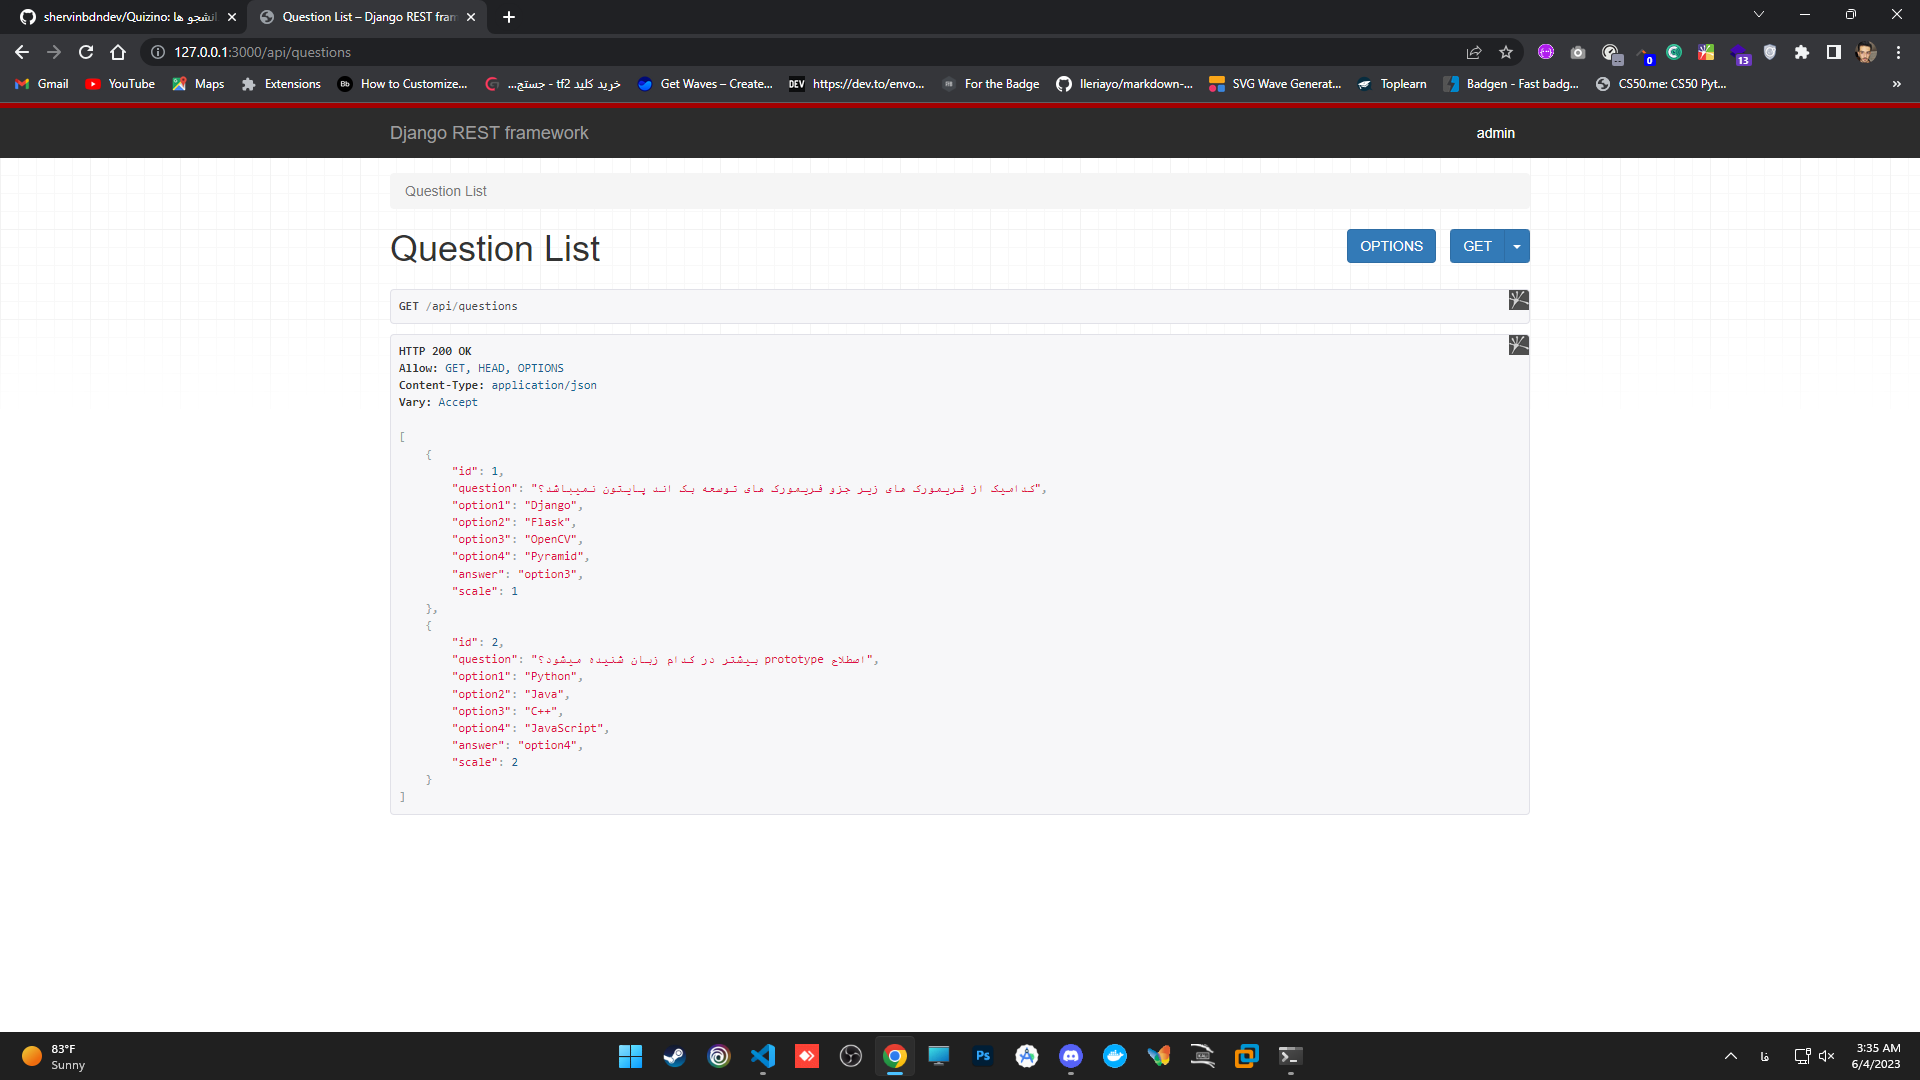 shervinbdndev/Quizino: انشجو ها
Question List – Django REST fram
127.0.0.1:3000/api/questions
0
13
Gmail
YouTube
Maps
Extensions
Bb
How to Customize...
خرید کلید tf2 - جستج...
Get Waves – Create...
DEV
https://dev.to/envo...
For the Badge
Ileriayo/markdown-...
SVG Wave Generat...
Toplearn
Badgen - Fast badg...
CS50.me: CS50 Pyt...
»
Django REST framework
admin
Question List
Question List
OPTIONS
GET
GET /api/questions
HTTP 200 OK
Allow: GET, HEAD, OPTIONS
Content-Type: application/json
Vary: Accept
[
{
"id": 1,
"question": "کدامیک از فریمورک های زیر جزو فریمورک های توسعه بک اند پایتون نمیباشد؟",
"option1": "Django",
"option2": "Flask",
"option3": "OpenCV",
"option4": "Pyramid",
"answer": "option3",
"scale": 1
},
{
"id": 2,
"question": "اصطلاح prototype بیشتر در کدام زبان شنیده میشود؟",
"option1": "Python",
"option2": "Java",
"option3": "C++",
"option4": "JavaScript",
"answer": "option4",
"scale": 2
}
]
83°F
Sunny
Ps
فا
3:35 AM
6/4/2023